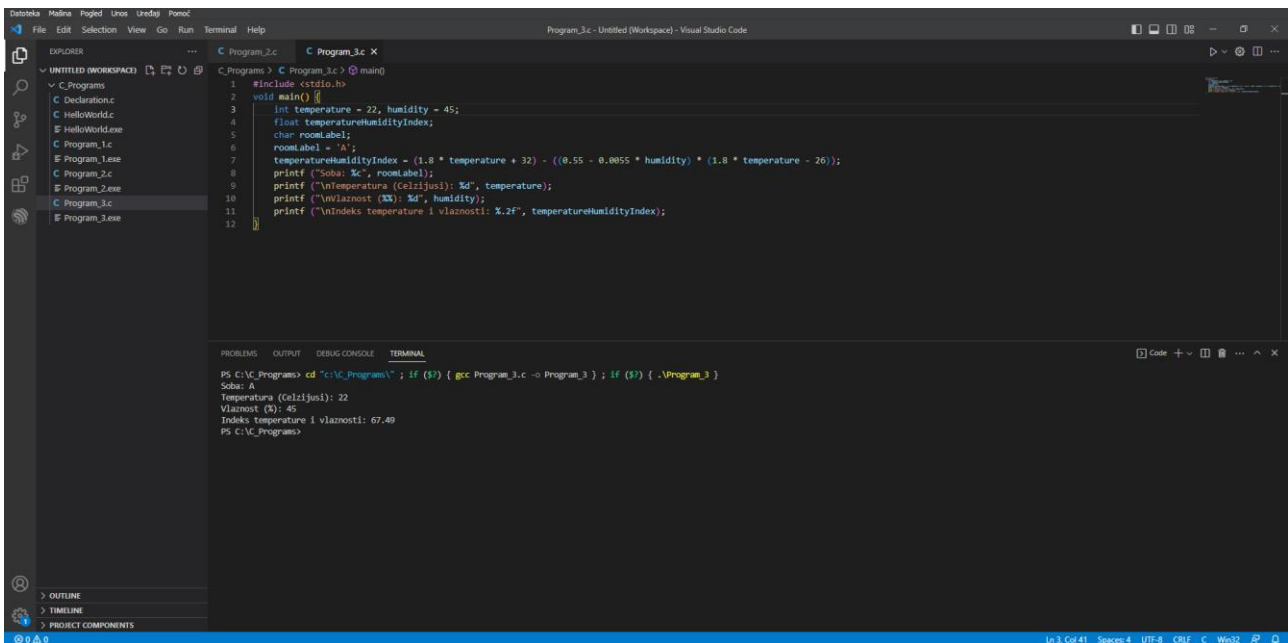 Datoteka Mašina Pogled Unos Uređaji Pomoć
File Edit Selection View Go Run Terminal Help
Program_3.c - Untitled (Workspace) - Visual Studio Code
EXPLORER
UNTITLED (WORKSPACE)
C_Programs
C Declaration.c
C HelloWorld.c
HelloWorld.exe
C Program_1.c
Program_1.exe
C Program_2.c
Program_2.exe
C Program_3.c
Program_3.exe
OUTLINE
TIMELINE
PROJECT COMPONENTS
C Program_2.c C Program_3.c
C_Programs > C Program_3.c > main()
1 #include <stdio.h>
2 void main() {
3 int temperature = 22, humidity = 45;
4 float temperatureHumidityIndex;
5 char roomLabel;
6 roomLabel = 'A';
7 temperatureHumidityIndex = (1.8 * temperature + 32) - ((0.55 - 0.0055 * humidity) * (1.8 * temperature - 26));
8 printf ("Soba: %c", roomLabel);
9 printf ("\nTemperatura (Celzijusi): %d", temperature);
10 printf ("\nVlaznost (%%): %d", humidity);
11 printf ("\nIndeks temperature i vlaznosti: %.2f", temperatureHumidityIndex);
12 }
PROBLEMS OUTPUT DEBUG CONSOLE TERMINAL
Code
PS C:\C_Programs> cd "c:\C_Programs\" ; if ($?) { gcc Program_3.c -o Program_3 } ; if ($?) { .\Program_3 }
Soba: A
Temperatura (Celzijusi): 22
Vlaznost (%): 45
Indeks temperature i vlaznosti: 67.49
PS C:\C_Programs>
1
0 0
Ln 3, Col 41 Spaces: 4 UTF-8 CRLF C Win32